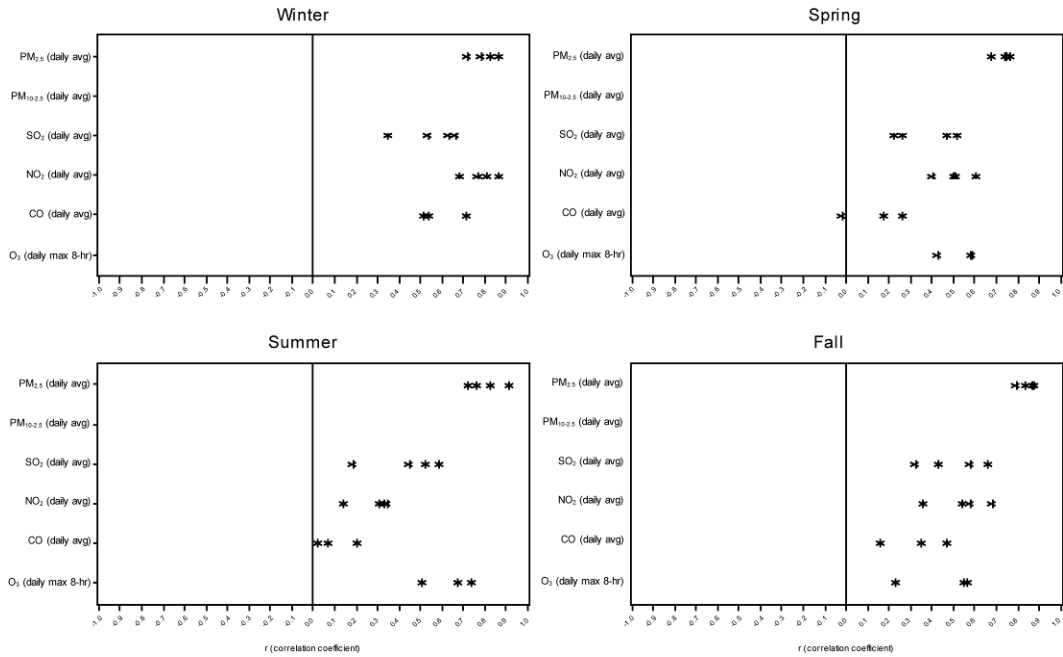 Winter
PM2.5 (daily avg)
PM10-2.5 (daily avg)
SO2 (daily avg)
NO2 (daily avg)
CO (daily avg)
O3 (daily max 8-hr)
-1.0 -0.9 -0.8 -0.7 -0.6 -0.5 -0.4 -0.3 -0.2 -0.1 0.0 0.1 0.2 0.3 0.4 0.5 0.6 0.7 0.8 0.9 1.0
Spring
PM2.5 (daily avg)
PM10-2.5 (daily avg)
SO2 (daily avg)
NO2 (daily avg)
CO (daily avg)
O3 (daily max 8-hr)
-1.0 -0.9 -0.8 -0.7 -0.6 -0.5 -0.4 -0.3 -0.2 -0.1 0.0 0.1 0.2 0.3 0.4 0.5 0.6 0.7 0.8 0.9 1.0
Summer
PM2.5 (daily avg)
PM10-2.5 (daily avg)
SO2 (daily avg)
NO2 (daily avg)
CO (daily avg)
O3 (daily max 8-hr)
-1.0 -0.9 -0.8 -0.7 -0.6 -0.5 -0.4 -0.3 -0.2 -0.1 0.0 0.1 0.2 0.3 0.4 0.5 0.6 0.7 0.8 0.9 1.0
r (correlation coefficient)
Fall
PM2.5 (daily avg)
PM10-2.5 (daily avg)
SO2 (daily avg)
NO2 (daily avg)
CO (daily avg)
O3 (daily max 8-hr)
-1.0 -0.9 -0.8 -0.7 -0.6 -0.5 -0.4 -0.3 -0.2 -0.1 0.0 0.1 0.2 0.3 0.4 0.5 0.6 0.7 0.8 0.9 1.0
r (correlation coefficient)